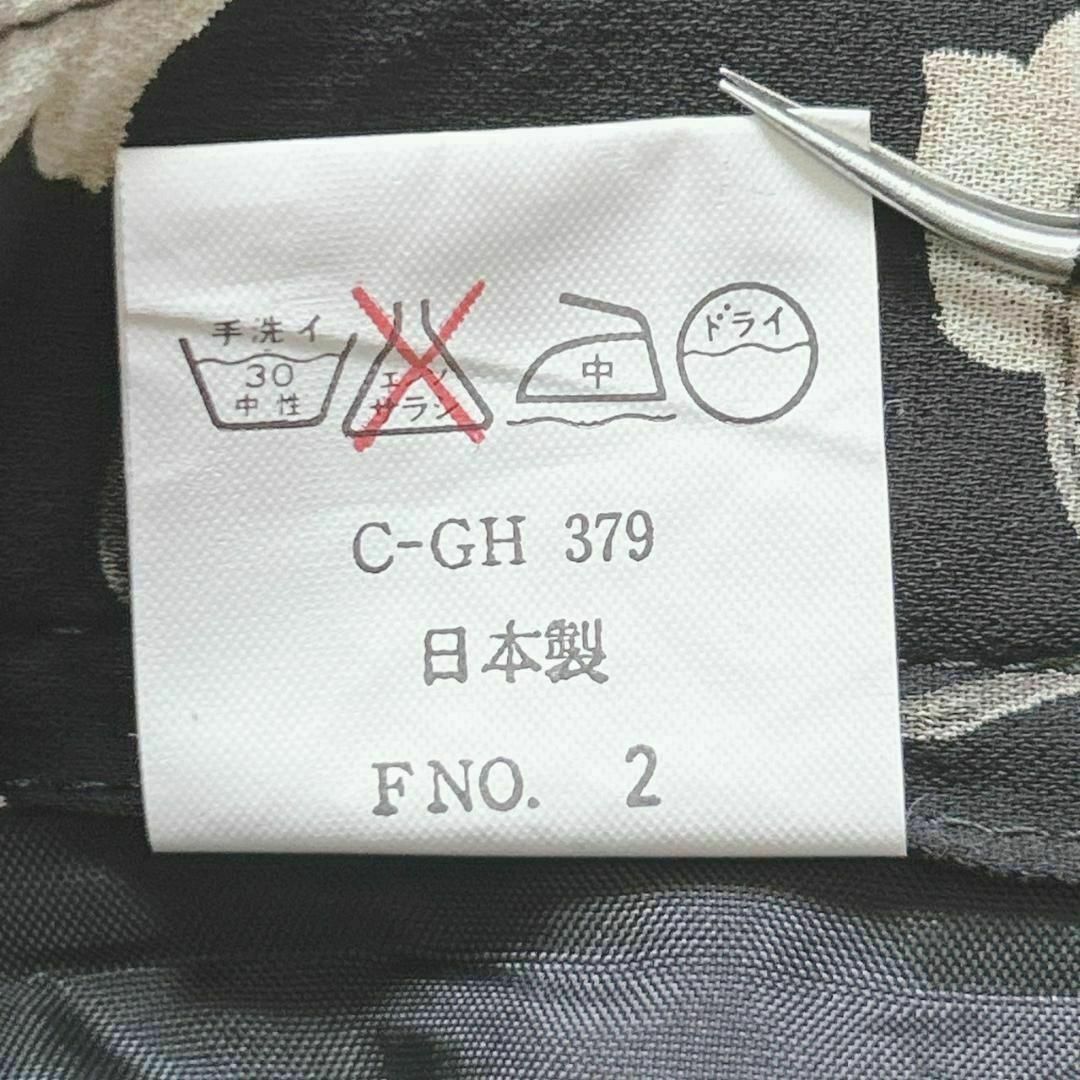 手洗イ
30
中性
エンソ
サラシ
中
ドライ
C-GH 379
日本製
F NO. 2